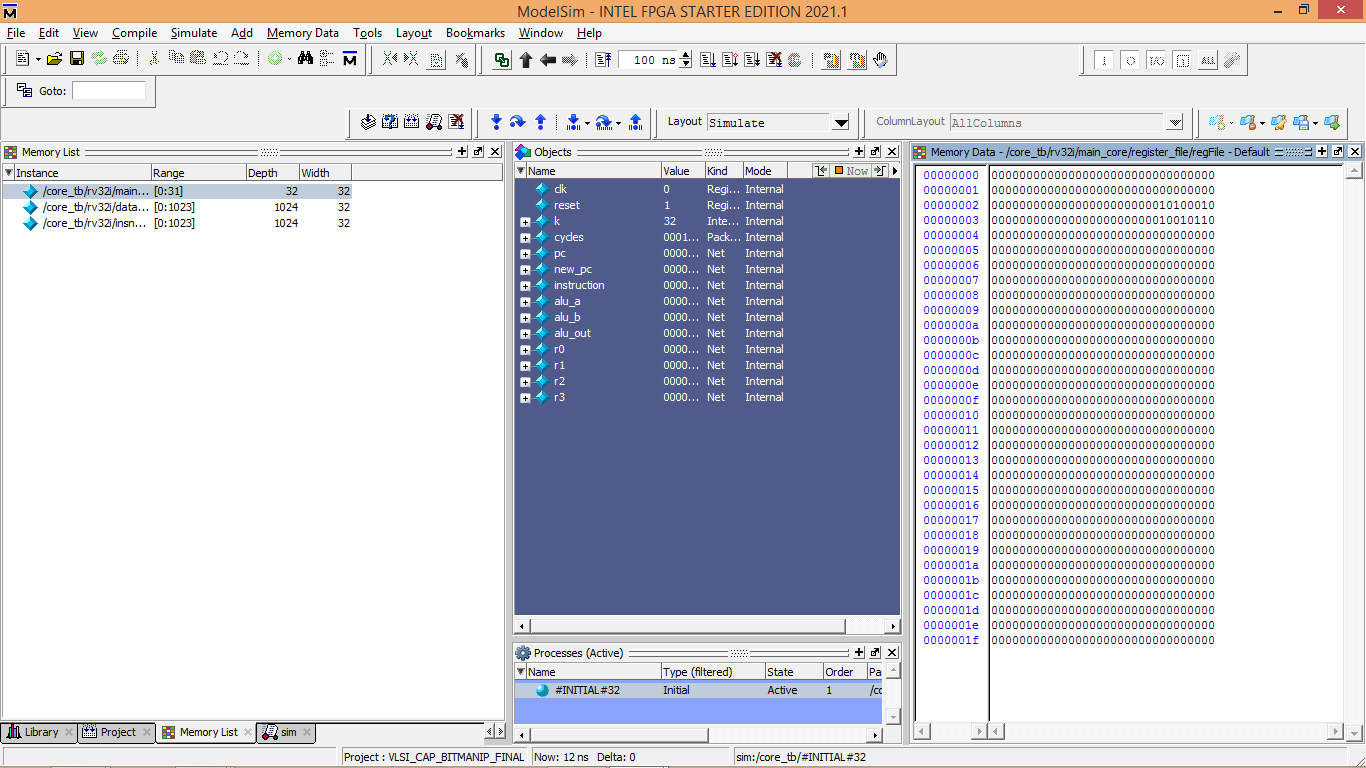 ModelSim - INTEL FPGA STARTER EDITION 2021.1
File Edit View Compile Simulate Add Memory Data Tools Layout Bookmarks Window Help
100 ns
1 0 I/O 1 ALL
Goto:
Layout Simulate ColumnLayout AllColumns
Memory List
Instance Range Depth Width
/core_tb/rv32i/main... [0:31] 32 32
/core_tb/rv32i/data... [0:1023] 1024 32
/core_tb/rv32i/insn... [0:1023] 1024 32
Library Project Memory List sim
Objects
Name Value Kind Mode Now
clk 0 Regi... Internal
reset 1 Regi... Internal
k 32 Inte... Internal
cycles 0001... Pack... Internal
pc 0000... Net Internal
new_pc 0000... Net Internal
instruction 0000... Net Internal
alu_a 0000... Net Internal
alu_b 0000... Net Internal
alu_out 0000... Net Internal
r0 0000... Net Internal
r1 0000... Net Internal
r2 0000... Net Internal
r3 0000... Net Internal
Processes (Active)
Name Type (filtered) State Order Pa
#INITIAL#32 Initial Active 1 /co
Memory Data - /core_tb/rv32i/main_core/register_file/regFile - Default
00000000 00000000000000000000000000000000
00000001 00000000000000000000000000000000
00000002 00000000000000000000000010100010
00000003 00000000000000000000000010010110
00000004 00000000000000000000000000000000
00000005 00000000000000000000000000000000
00000006 00000000000000000000000000000000
00000007 00000000000000000000000000000000
00000008 00000000000000000000000000000000
00000009 00000000000000000000000000000000
0000000a 00000000000000000000000000000000
0000000b 00000000000000000000000000000000
0000000c 00000000000000000000000000000000
0000000d 00000000000000000000000000000000
0000000e 00000000000000000000000000000000
0000000f 00000000000000000000000000000000
00000010 00000000000000000000000000000000
00000011 00000000000000000000000000000000
00000012 00000000000000000000000000000000
00000013 00000000000000000000000000000000
00000014 00000000000000000000000000000000
00000015 00000000000000000000000000000000
00000016 00000000000000000000000000000000
00000017 00000000000000000000000000000000
00000018 00000000000000000000000000000000
00000019 00000000000000000000000000000000
0000001a 00000000000000000000000000000000
0000001b 00000000000000000000000000000000
0000001c 00000000000000000000000000000000
0000001d 00000000000000000000000000000000
0000001e 00000000000000000000000000000000
0000001f 00000000000000000000000000000000
Project : VLSI_CAP_BITMANIP_FINAL Now: 12 ns Delta: 0 sim:/core_tb/#INITIAL#32